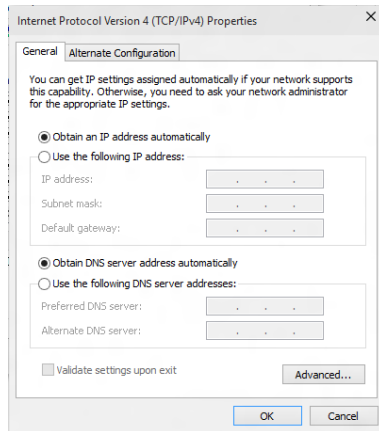 Internet Protocol Version 4 (TCP/IPv4) Properties
General
Alternate Configuration
You can get IP settings assigned automatically if your network supports
this capability. Otherwise, you need to ask your network administrator
for the appropriate IP settings.
Obtain an IP address automatically
Use the following IP address:
IP address:
Subnet mask:
Default gateway:
Obtain DNS server address automatically
Use the following DNS server addresses:
Preferred DNS server:
Alternate DNS server:
Validate settings upon exit
Advanced...
OK
Cancel